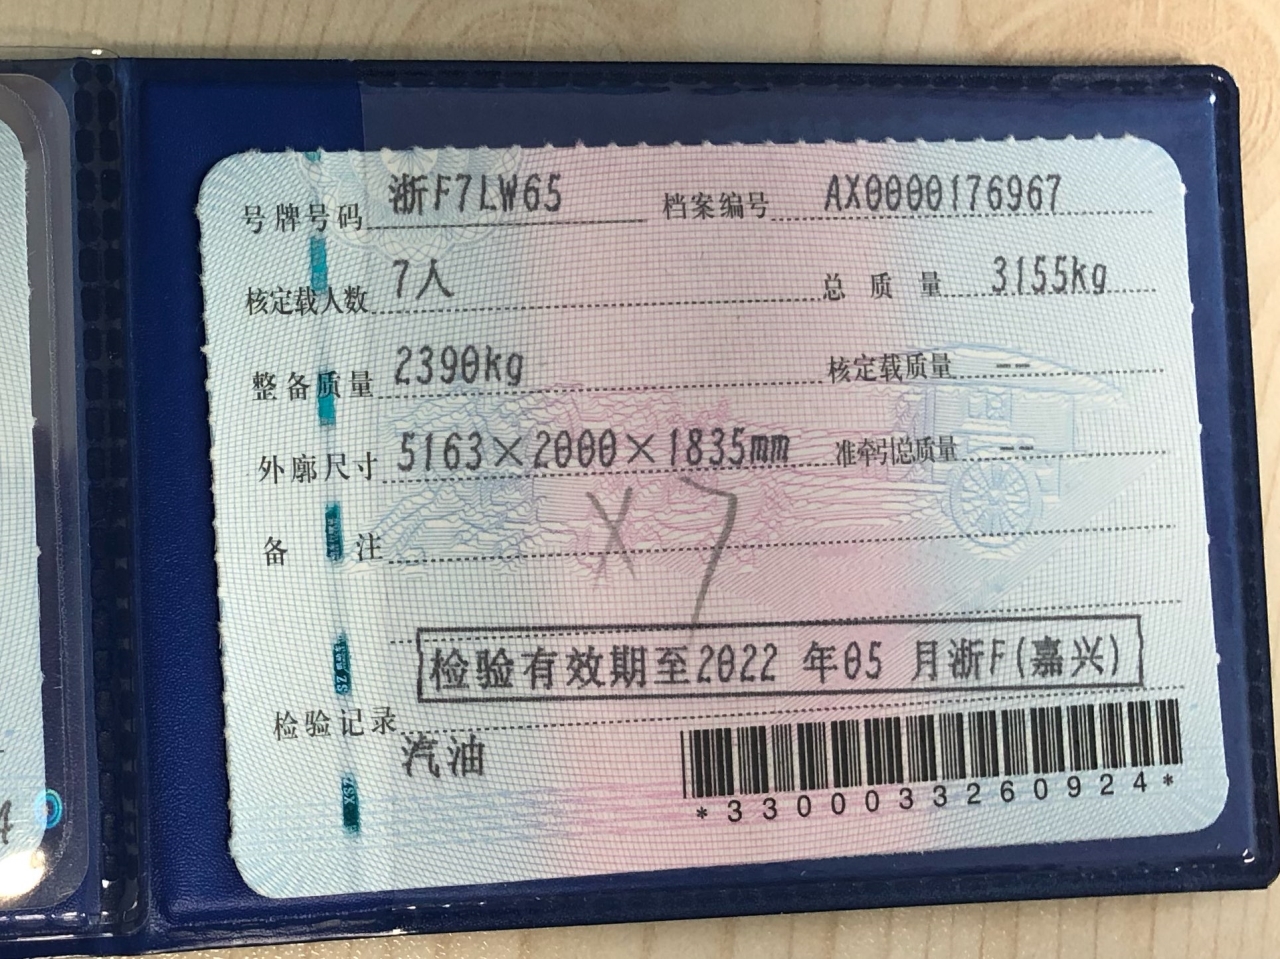 号牌号码 浙F7LW65 档案编号 AX0000176967
核定载人数 7人 总质量 3155kg
整备质量 2390kg 核定载质量 --
外廓尺寸 5163×2000×1835mm 准牵引总质量 --
X7
备注
检验有效期至2022年05月浙F(嘉兴)
检验记录
汽油
*3300033260924*
4